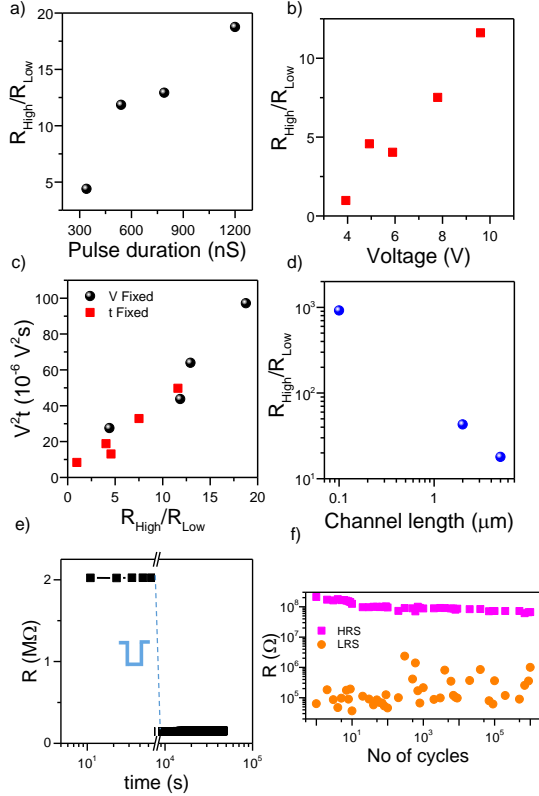 a)
R_High/R_Low
20
15
10
5
300 600 900 1200
Pulse duration (nS)
b)
R_High/R_Low
10
5
0
4 6 8 10
Voltage (V)
c)
V Fixed
t Fixed
V²t (10⁻⁶ V²s)
100
80
60
40
20
0
0 5 10 15 20
R_High/R_Low
d)
R_High/R_Low
10³
10²
10¹
0.1 1
Channel length (μm)
e)
R (MΩ)
2
1
0
10¹ 10⁴ 10⁵
time (s)
f)
R (Ω)
10⁸
10⁷
10⁶
10⁵
HRS
LRS
10¹ 10³ 10⁵
No of cycles